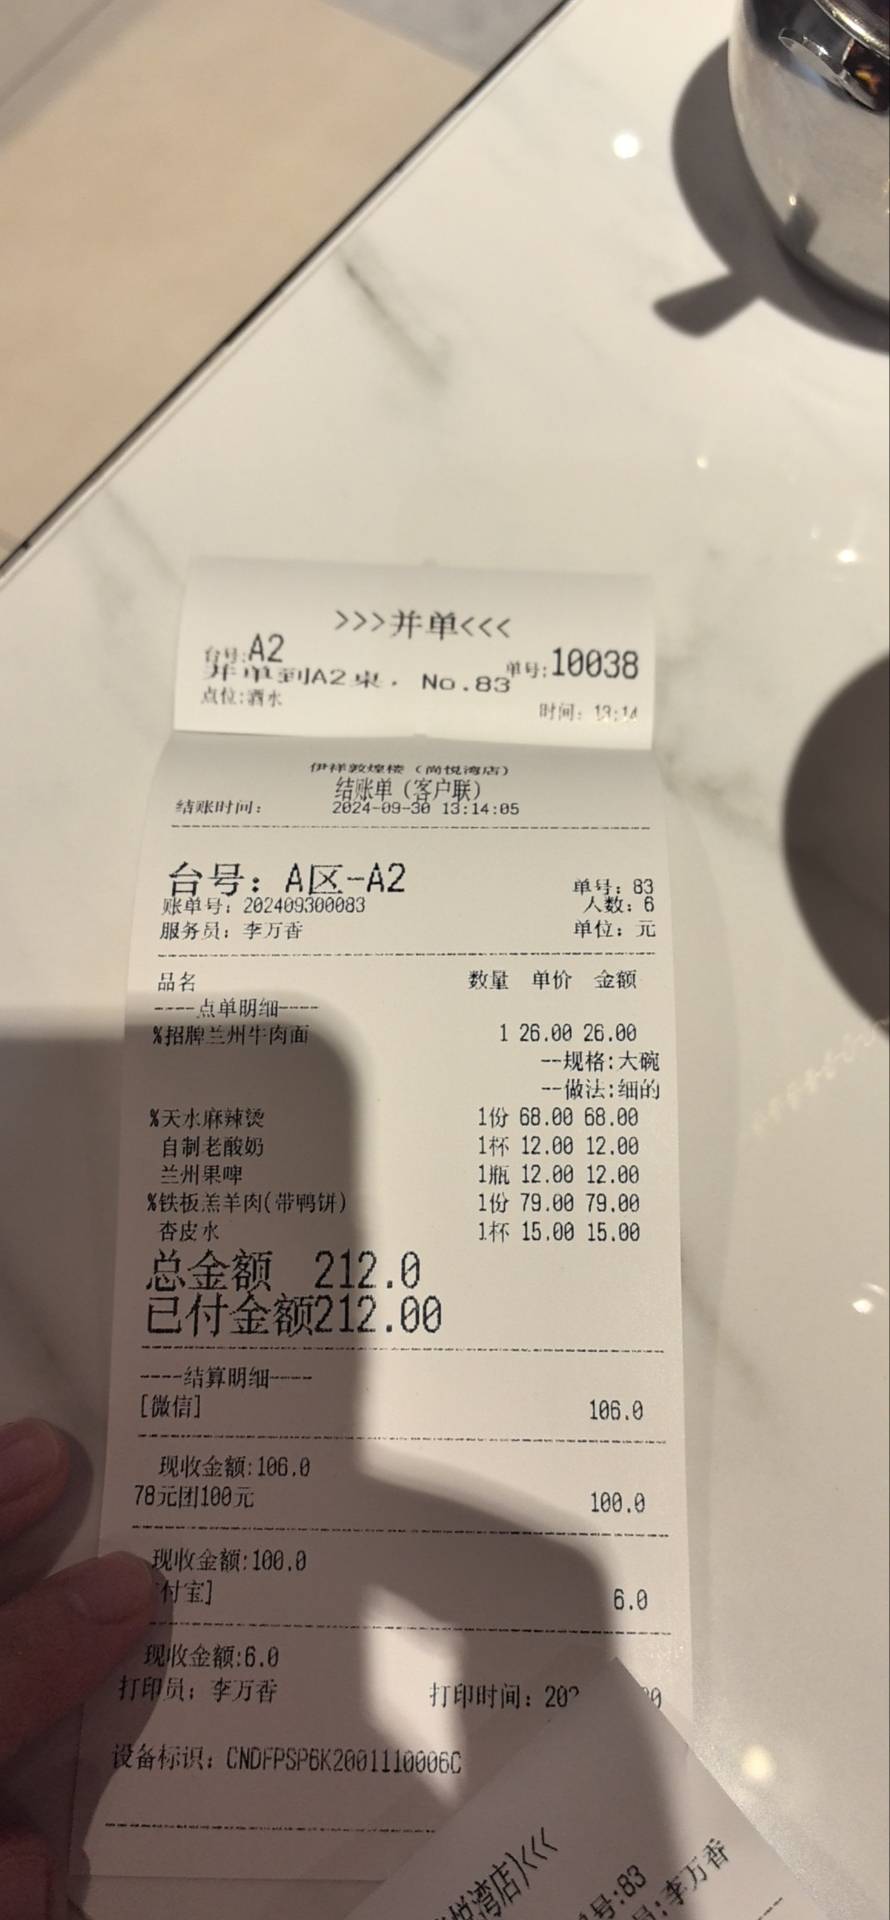 >>>并单<<<
台号:A2 单号:10038
并单到A2桌. No.83
点位:酒水 时间: 13:14
伊祥敦煌楼（尚悦湾店）
结账单（客户联）
结账时间: 2024-09-30 13:14:05
台号: A区-A2 单号: 83
账单号: 202409300083 人数: 6
服务员: 李万香 单位: 元
品名 数量 单价 金额
----点单明细----
%招牌兰州牛肉面 1 26.00 26.00
--规格:大碗
--做法:细的
%天水麻辣烫 1份 68.00 68.00
自制老酸奶 1杯 12.00 12.00
兰州果啤 1瓶 12.00 12.00
%铁板羔羊肉(带鸭饼) 1份 79.00 79.00
杏皮水 1杯 15.00 15.00
总金额 212.0
已付金额212.00
----结算明细----
[微信] 106.0
现收金额:106.0
78元团100元 100.0
现收金额:100.0
付宝] 6.0
现收金额:6.0
打印员: 李万香 打印时间: 202
设备标识: CNDFPSP6K2001110006C
悦湾店)<<<
号:83
员:李万香